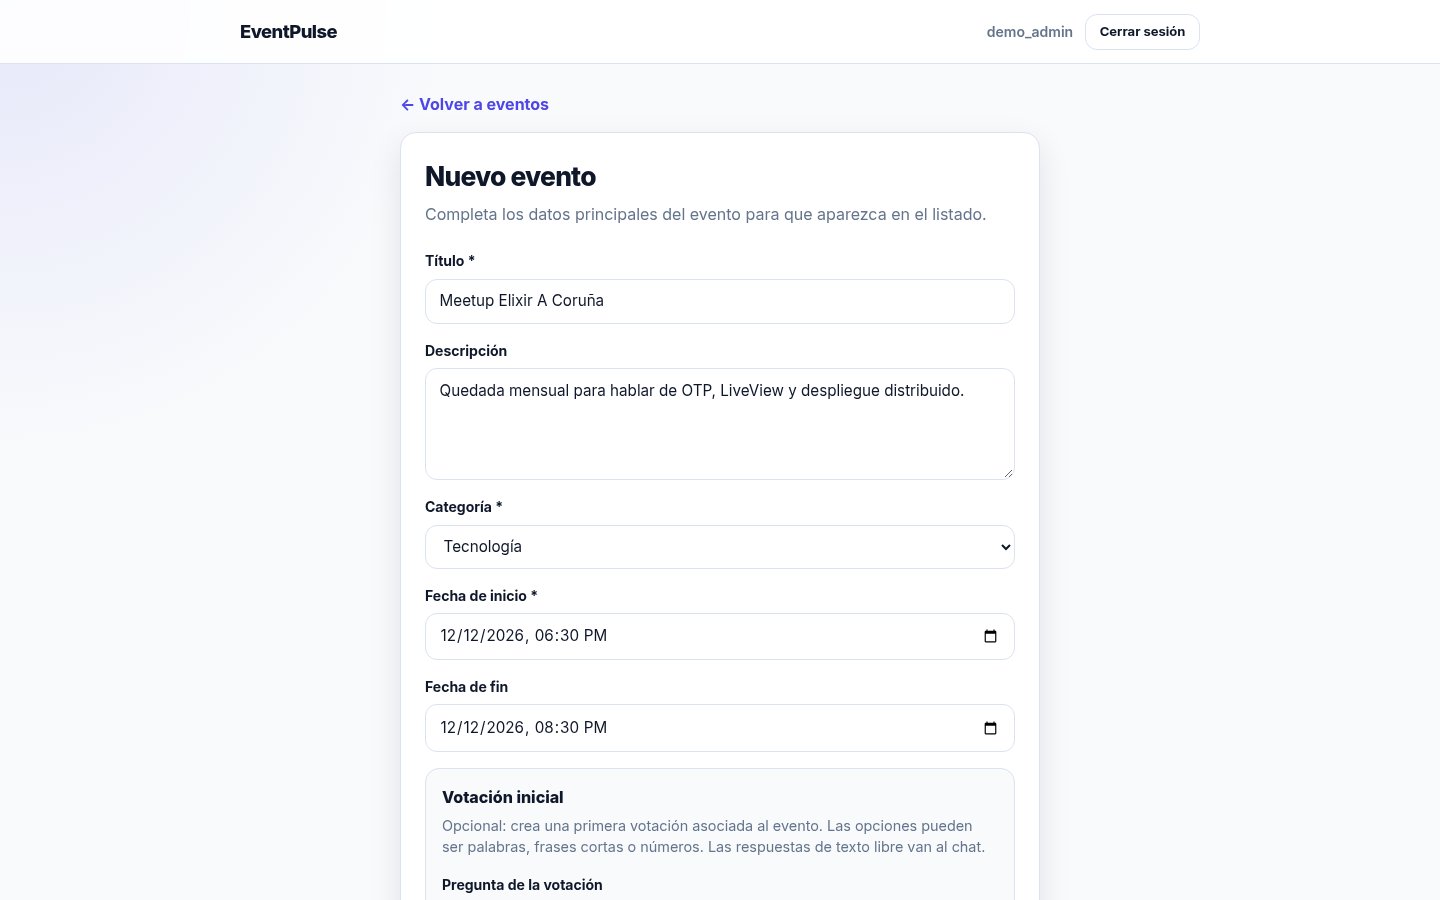 EventPulse
demo_admin
Cerrar sesión
← Volver a eventos
Nuevo evento
Completa los datos principales del evento para que aparezca en el listado.
Título *
Meetup Elixir A Coruña
Descripción
Quedada mensual para hablar de OTP, LiveView y despliegue distribuido.
Categoría *
Tecnología
Fecha de inicio *
12/12/2026, 06:30 PM
Fecha de fin
12/12/2026, 08:30 PM
Votación inicial
Opcional: crea una primera votación asociada al evento. Las opciones pueden
ser palabras, frases cortas o números. Las respuestas de texto libre van al chat.
Pregunta de la votación